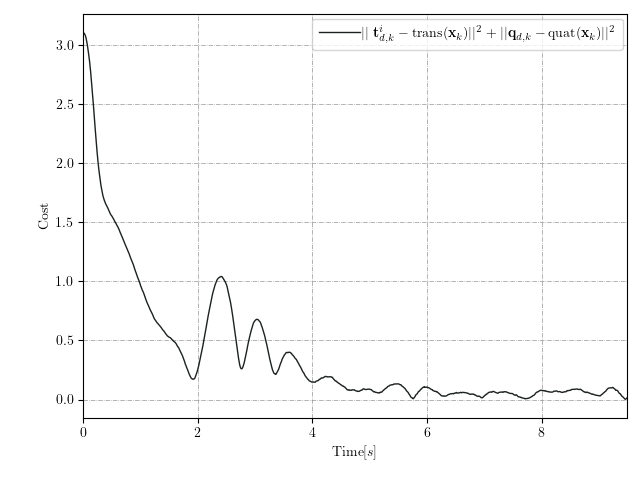 || t^i_{d,k} − trans(x_k)||^2 + ||q_{d,k} − quat(x_k)||^2
3.0
2.5
2.0
1.5
1.0
0.5
0.0
Cost
0 2 4 6 8
Time[s]